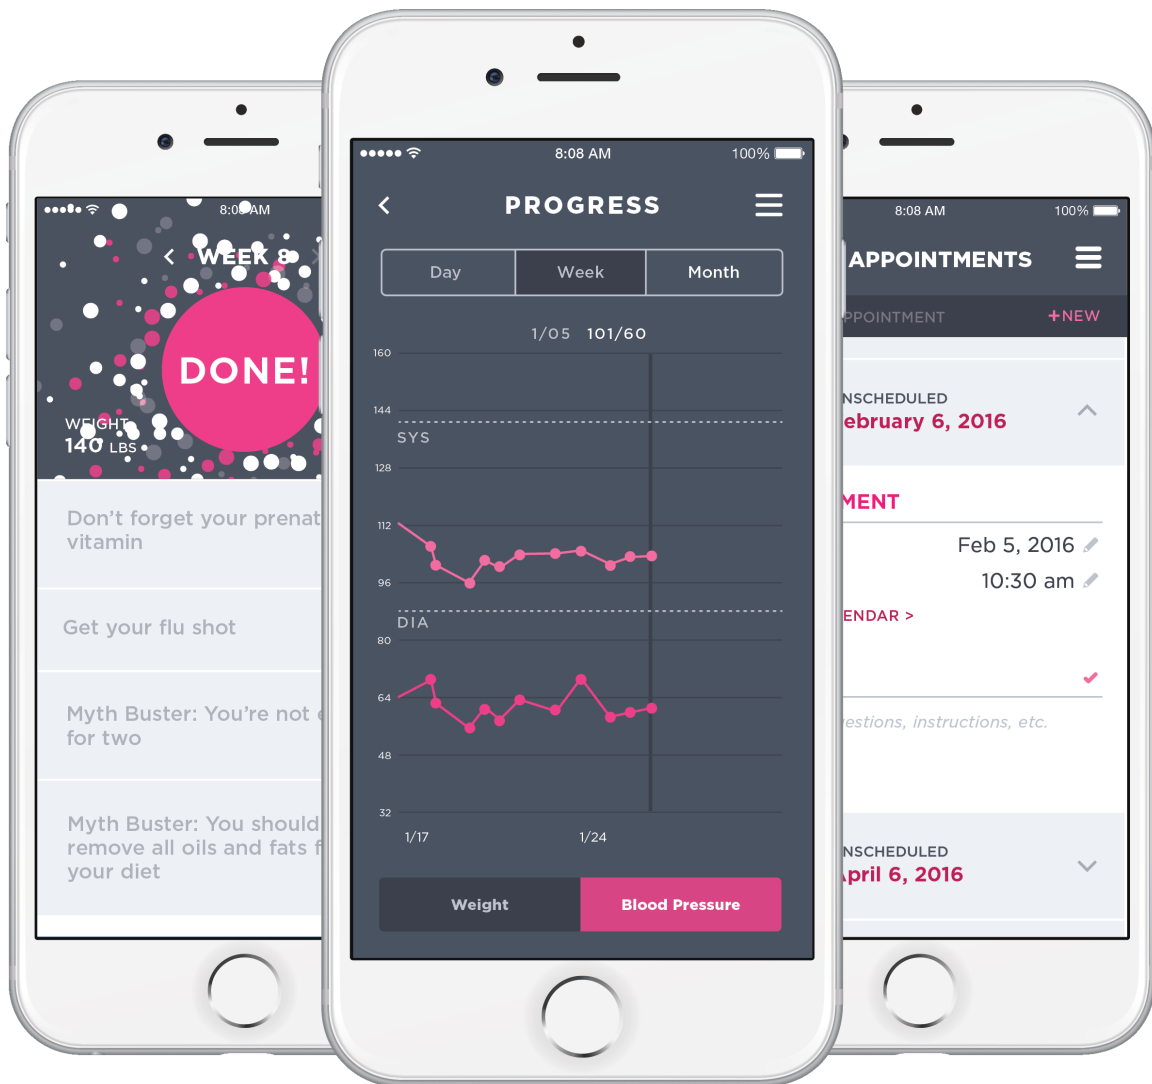 8:08 AM
WEEK 8
DONE!
WEIGHT
140 LBS
Don't forget your
vitamin
Get your flu shot
Myth Buster: You're not
for two
Myth Buster: You should
remove all oils and fats
your diet
8:08 AM 100%
PROGRESS
Day Week Month
1/05 101/60
160
144
SYS
128
112
96
DIA
80
64
48
32
1/17 1/24
Weight Blood Pressure
8:08 AM 100%
APPOINTMENTS
PPOINTMENT +NEW
NSCHEDULED
ebruary 6, 2016
MENT
Feb 5, 2016
10:30 am
ENDAR >
estions, instructions, etc.
NSCHEDULED
April 6, 2016